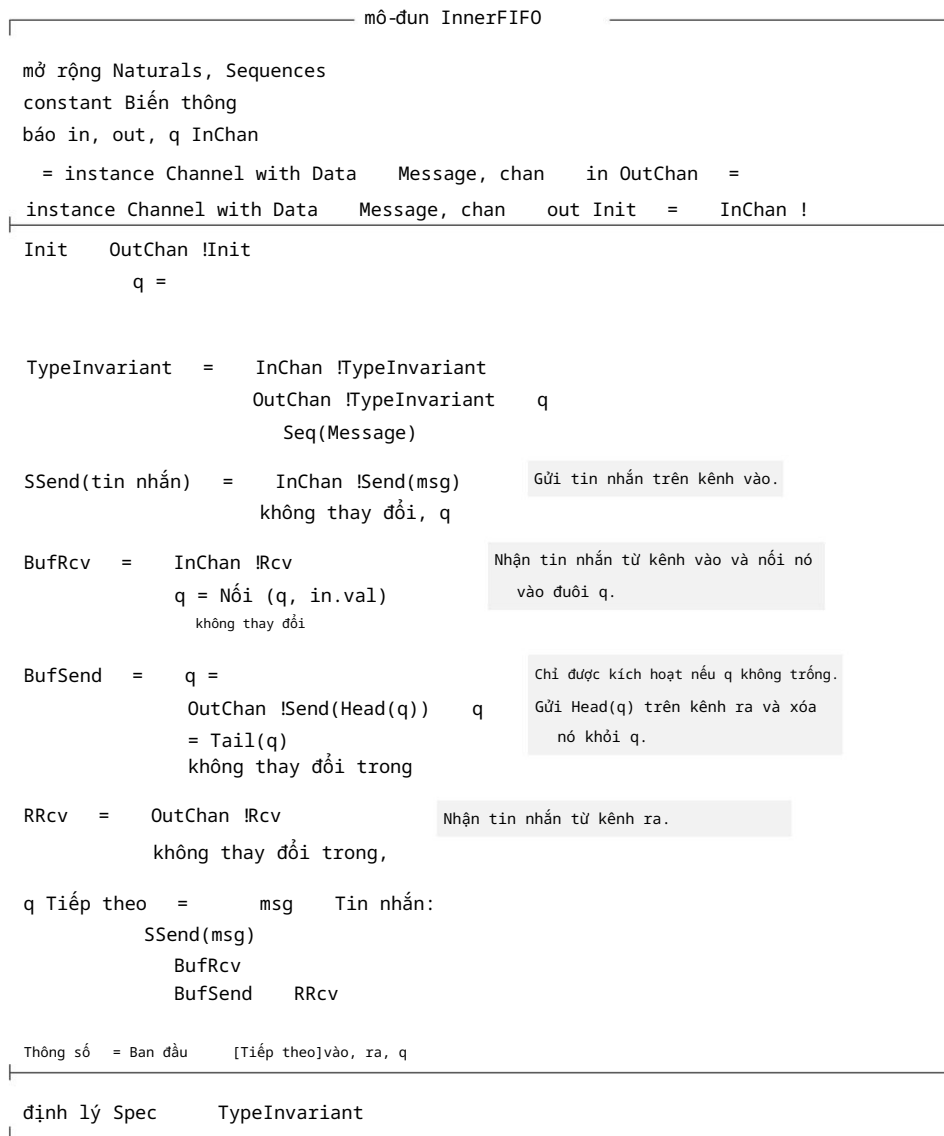 mô-đun InnerFIFO
mở rộng Naturals, Sequences
constant Biến thông
báo in, out, q InChan
= instance Channel with Data Message, chan in OutChan =
instance Channel with Data Message, chan out Init = InChan !
Init OutChan !Init
q =
TypeInvariant = InChan !TypeInvariant
OutChan !TypeInvariant q
Seq(Message)
SSend(tin nhắn) = InChan !Send(msg) Gửi tin nhắn trên kênh vào.
không thay đổi, q
BufRcv = InChan !Rcv Nhận tin nhắn từ kênh vào và nối nó
q = Nối (q, in.val) vào đuôi q.
không thay đổi
BufSend = q = Chỉ được kích hoạt nếu q không trống.
OutChan !Send(Head(q)) q Gửi Head(q) trên kênh ra và xóa
= Tail(q) nó khỏi q.
không thay đổi trong
RRcv = OutChan !Rcv Nhận tin nhắn từ kênh ra.
không thay đổi trong,
q Tiếp theo = msg Tin nhắn:
SSend(msg)
BufRcv
BufSend RRcv
Thông số = Ban đầu [Tiếp theo]vào, ra, q
định lý Spec TypeInvariant